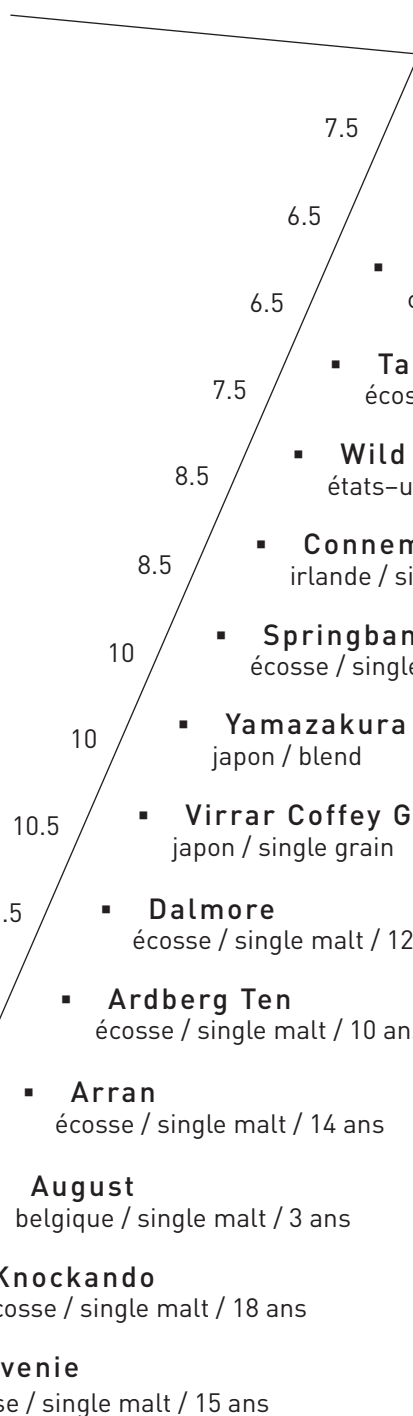 7.5
6.5
6.5
7.5
8.5
8.5
10
10
10.5
.5
Wild
Springban
écosse / single
Yamazakura
japon / blend
Virrar Coffey G
japon / single grain
Dalmore
écosse / single malt / 12
Ardberg Ten
écosse / single malt / 10 an
Arran
écosse / single malt / 14 ans
August
belgique / single malt / 3 ans
Knockando
cosse / single malt / 18 ans
venie
se / single malt / 15 ans
Ta
écos
états–u
Connem
irlande / si